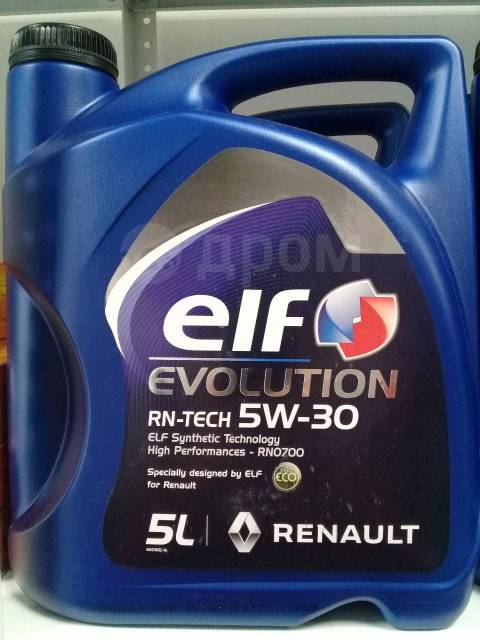 дром
elf
EVOLUTION
RN-TECH 5W-30
ELF Synthetic Technology
High Performances - RN0700
Specially designed by ELF
for Renault
ECO
5L RENAULT